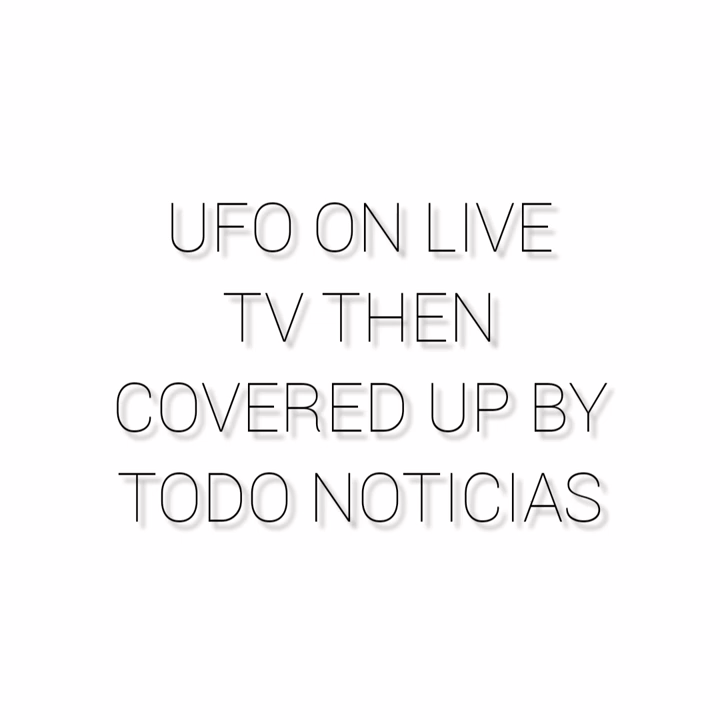 UFO ON LIVE
TV THEN
COVERED UP BY
TODO NOTICIAS